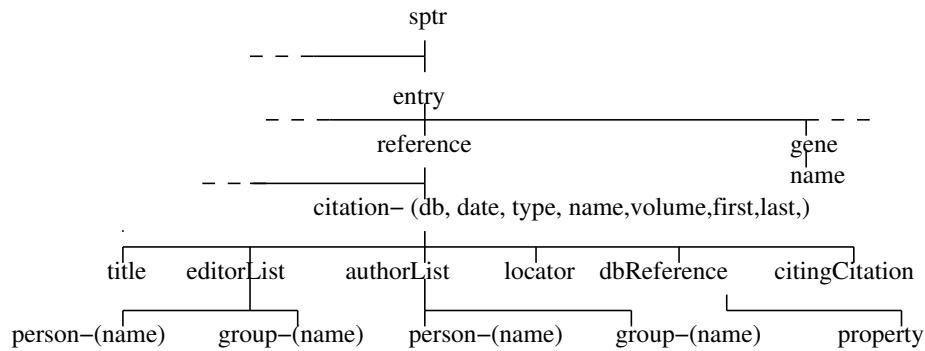 sptr
entry
reference gene
name
citation− (db, date, type, name,volume,first,last,)
title editorList authorList locator dbReference citingCitation
person−(name) group−(name) person−(name) group−(name) property